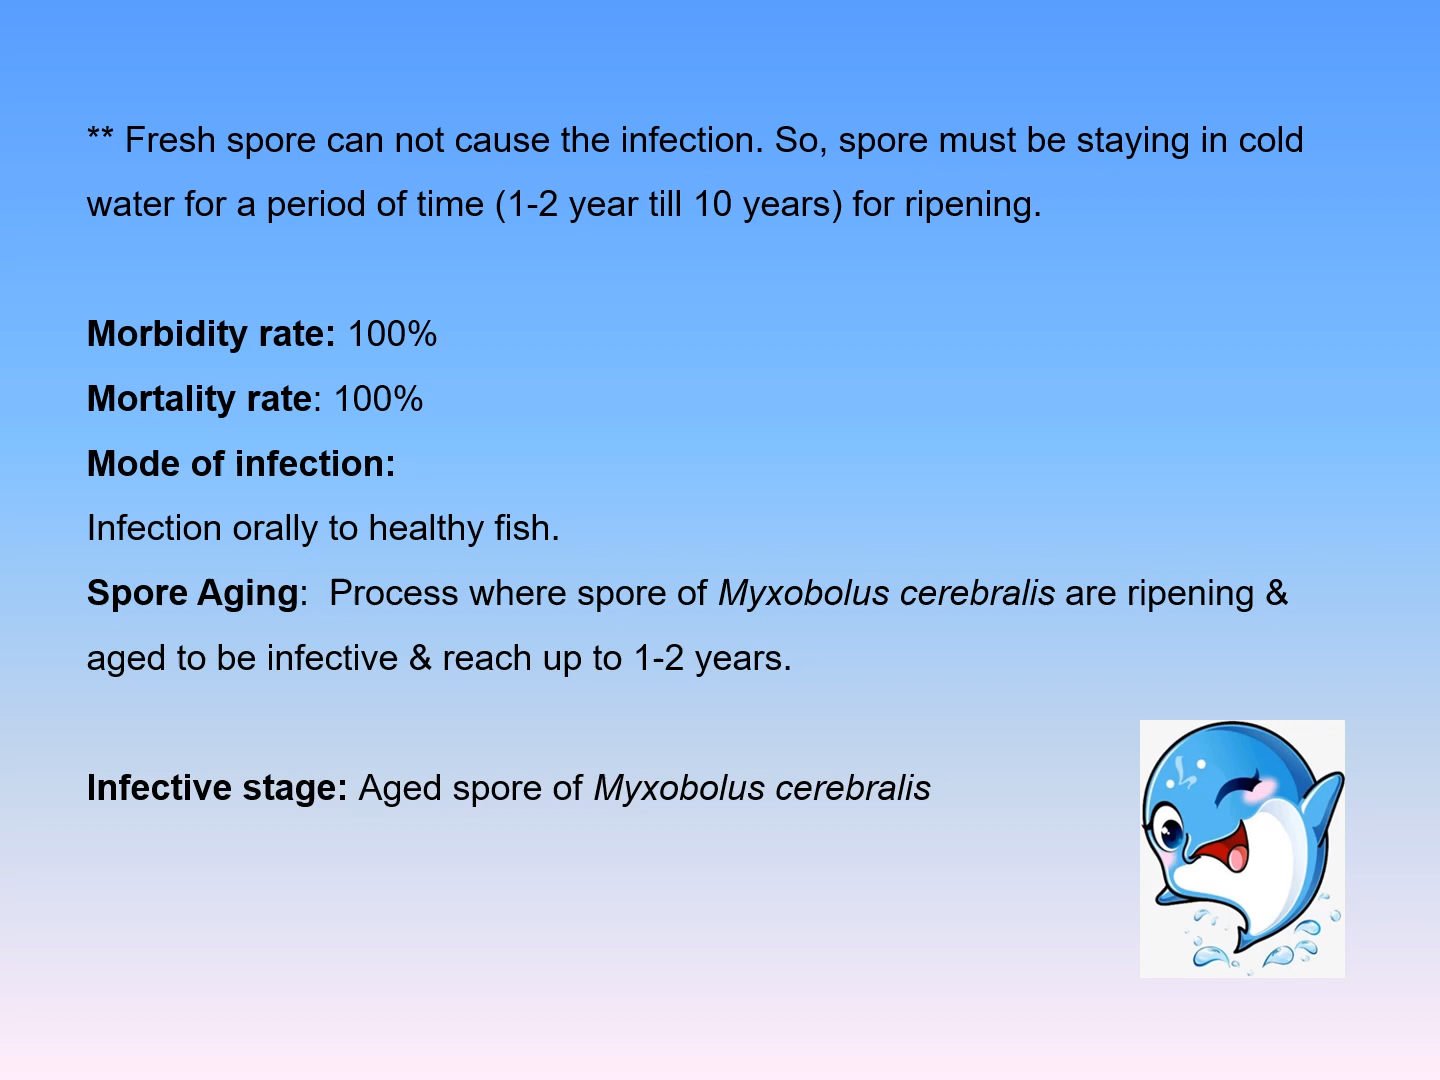 ** Fresh spore can not cause the infection. So, spore must be staying in cold
water for a period of time (1-2 year till 10 years) for ripening.
Morbidity rate: 100%
Mortality rate: 100%
Mode of infection:
Infection orally to healthy fish.
Spore Aging:  Process where spore of Myxobolus cerebralis are ripening &
aged to be infective & reach up to 1-2 years.
Infective stage: Aged spore of Myxobolus cerebralis